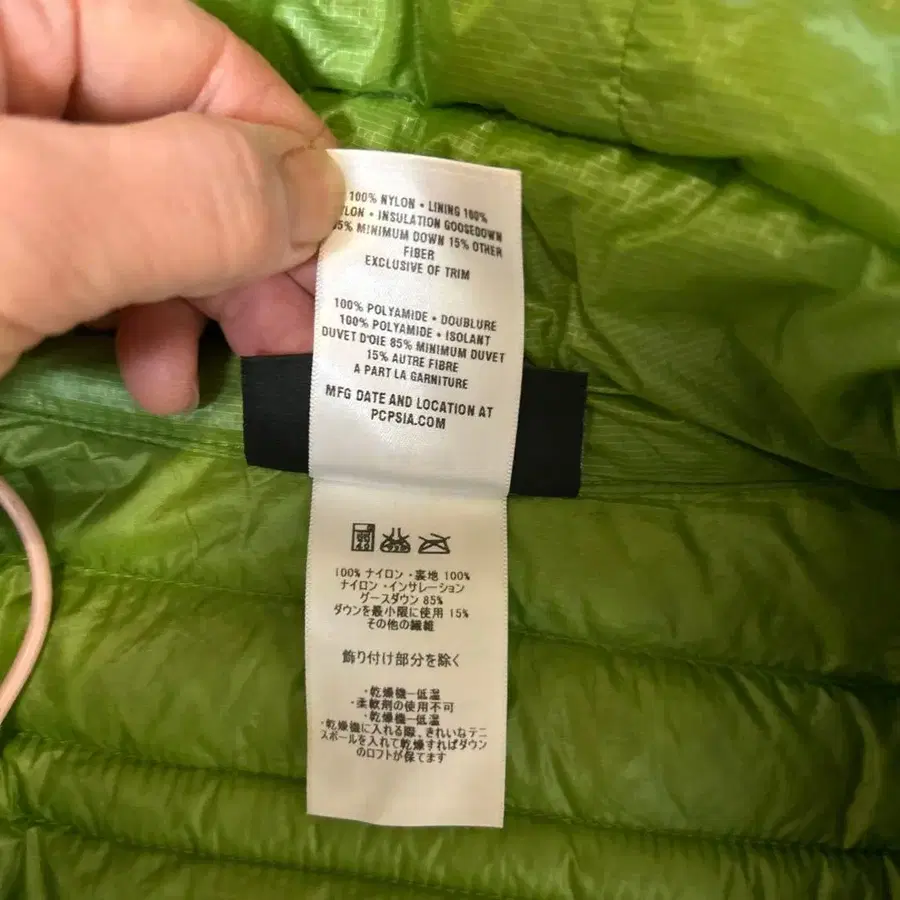 100% NYLON • LINING 100%
• INSULATION GOOSEDOWN
MINIMUM DOWN 15% OTHER
FIBER
EXCLUSIVE OF TRIM
100% POLYAMIDE • DOUBLURE
100% POLYAMIDE • ISOLANT
DUVET D'OIE 85% MINIMUM DUVET
15% AUTRE FIBRE
A PART LA GARNITURE
MFG DATE AND LOCATION AT
PCPSIA.COM
100% ナイロン・裏地 100%
ナイロン・インサレーション
グースダウン 85%
ダウンを最小限に使用 15%
その他の繊維
飾り付け部分を除く
・乾燥機—低温
・柔軟剤の使用不可
・乾燥機—低温
・乾燥機に入れる際、きれいなテニ
スボールを入れて乾燥すればダウン
のロフトが保てます